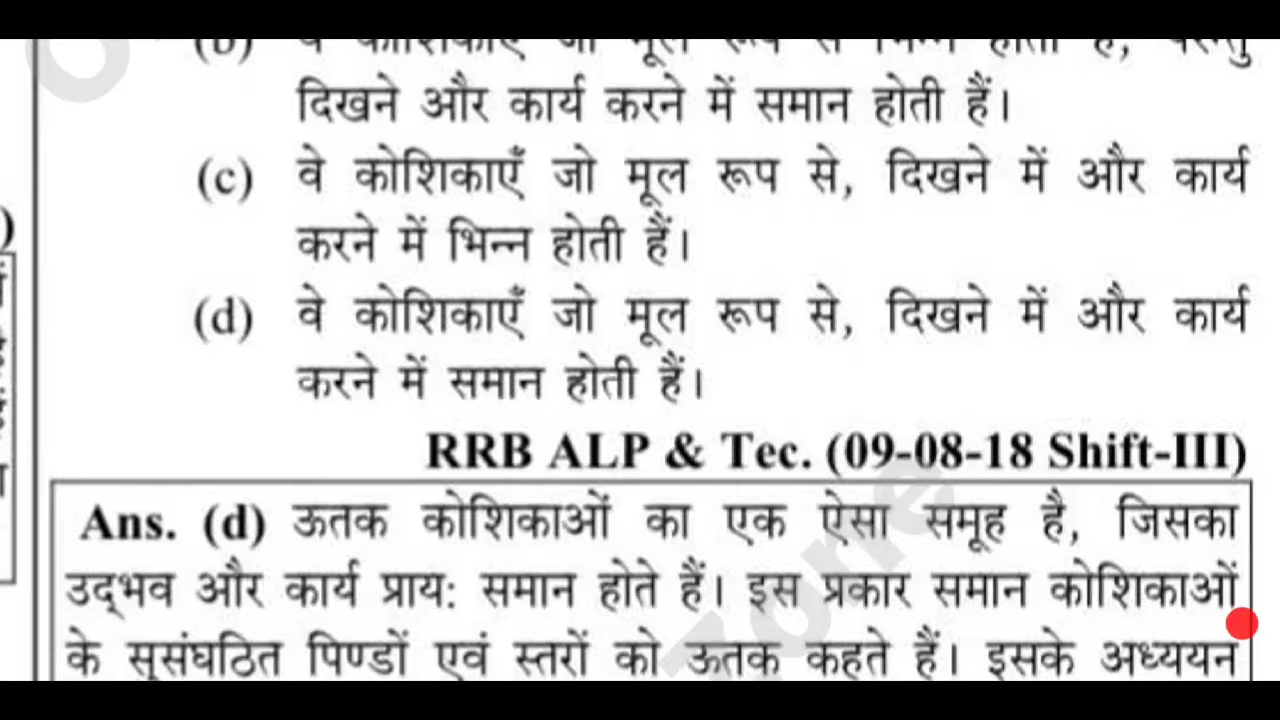 (b) वे कोशिकाएँ जो मूल रूप से भिन्न होती हैं, परन्तु
दिखने और कार्य करने में समान होती हैं।
(c) वे कोशिकाएँ जो मूल रूप से, दिखने में और कार्य
करने में भिन्न होती हैं।
(d) वे कोशिकाएँ जो मूल रूप से, दिखने में और कार्य
करने में समान होती हैं।
RRB ALP & Tec. (09-08-18 Shift-III)
Ans. (d) ऊतक कोशिकाओं का एक ऐसा समूह है, जिसका
उद्भव और कार्य प्राय: समान होते हैं। इस प्रकार समान कोशिकाओं
के सुसंघठित पिण्डों एवं स्तरों को ऊतक कहते हैं। इसके अध्ययन